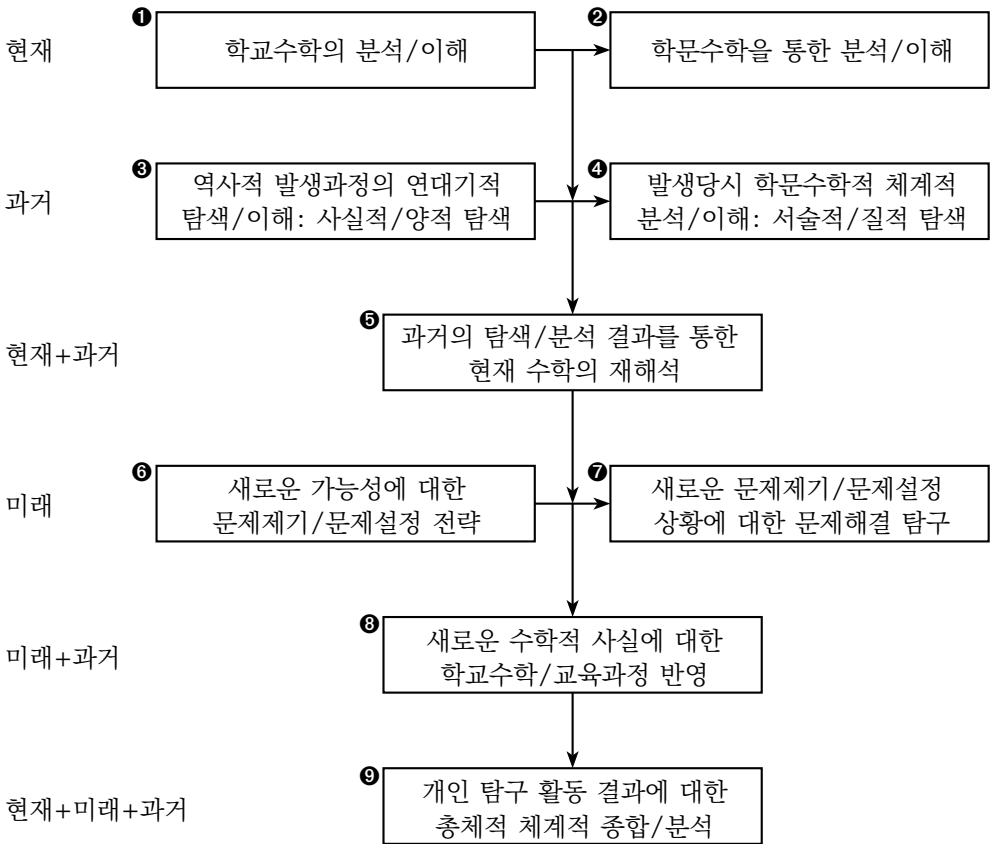 현재
❶
학교수학의 분석/이해
❷
학문수학을 통한 분석/이해
과거
❸
역사적 발생과정의 연대기적
탐색/이해: 사실적/양적 탐색
❹
발생당시 학문수학적 체계적
분석/이해: 서술적/질적 탐색
현재+과거
❺
과거의 탐색/분석 결과를 통한
현재 수학의 재해석
미래
❻
새로운 가능성에 대한
문제제기/문제설정 전략
❼
새로운 문제제기/문제설정
상황에 대한 문제해결 탐구
미래+과거
❽
새로운 수학적 사실에 대한
학교수학/교육과정 반영
현재+미래+과거
❾
개인 탐구 활동 결과에 대한
총체적 체계적 종합/분석